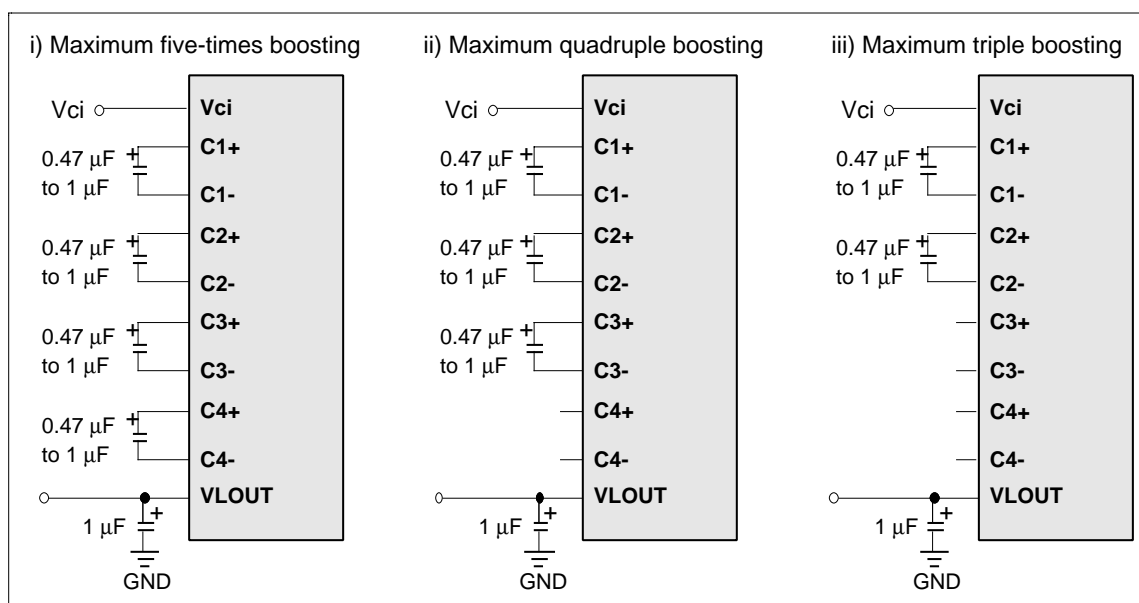 i) Maximum five-times boosting
Vci
Vci
0.47 μF
to 1 μF
+
C1+
C1-
0.47 μF
to 1 μF
+
C2+
C2-
0.47 μF
to 1 μF
+
C3+
C3-
0.47 μF
to 1 μF
+
C4+
C4-
VLOUT
1 μF
+
GND
ii) Maximum quadruple boosting
Vci
Vci
0.47 μF
to 1 μF
+
C1+
C1-
0.47 μF
to 1 μF
+
C2+
C2-
0.47 μF
to 1 μF
+
C3+
C3-
C4+
C4-
VLOUT
1 μF
+
GND
iii) Maximum triple boosting
Vci
Vci
0.47 μF
to 1 μF
+
C1+
C1-
0.47 μF
to 1 μF
+
C2+
C2-
C3+
C3-
C4+
C4-
VLOUT
1 μF
+
GND